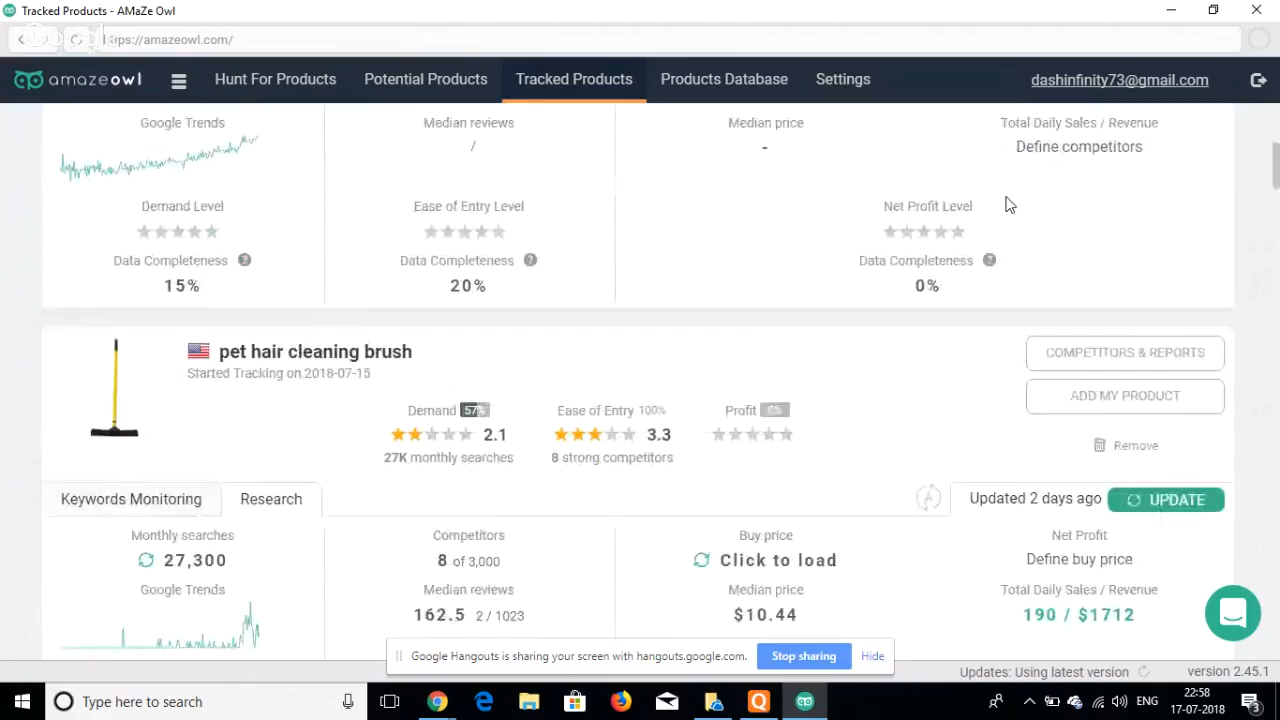 Tracked Products - AMaZe Owl
https://amazeowl.com/
amazeowl
Hunt For Products
Potential Products
Tracked Products
Products Database
Settings
dashinfinity73@gmail.com
Google Trends
Median reviews
/
Median price
-
Total Daily Sales / Revenue
Define competitors
Demand Level
Ease of Entry Level
Net Profit Level
Data Completeness ?
Data Completeness ?
Data Completeness ?
15%
20%
0%
pet hair cleaning brush
Started Tracking on 2018-07-15
COMPETITORS & REPORTS
ADD MY PRODUCT
Remove
Demand 57%
Ease of Entry 100%
Profit 0%
2.1
3.3
27K monthly searches
8 strong competitors
Keywords Monitoring
Research
Updated 2 days ago
UPDATE
Monthly searches
Competitors
Buy price
Net Profit
27,300
8 of 3,000
Click to load
Define buy price
Google Trends
Median reviews
Median price
Total Daily Sales / Revenue
162.5 2 / 1023
$10.44
190 / $1712
Google Hangouts is sharing your screen with hangouts.google.com.
Stop sharing
Hide
Updates: Using latest version
version 2.45.1
Type here to search
ENG
22:58
17-07-2018
3